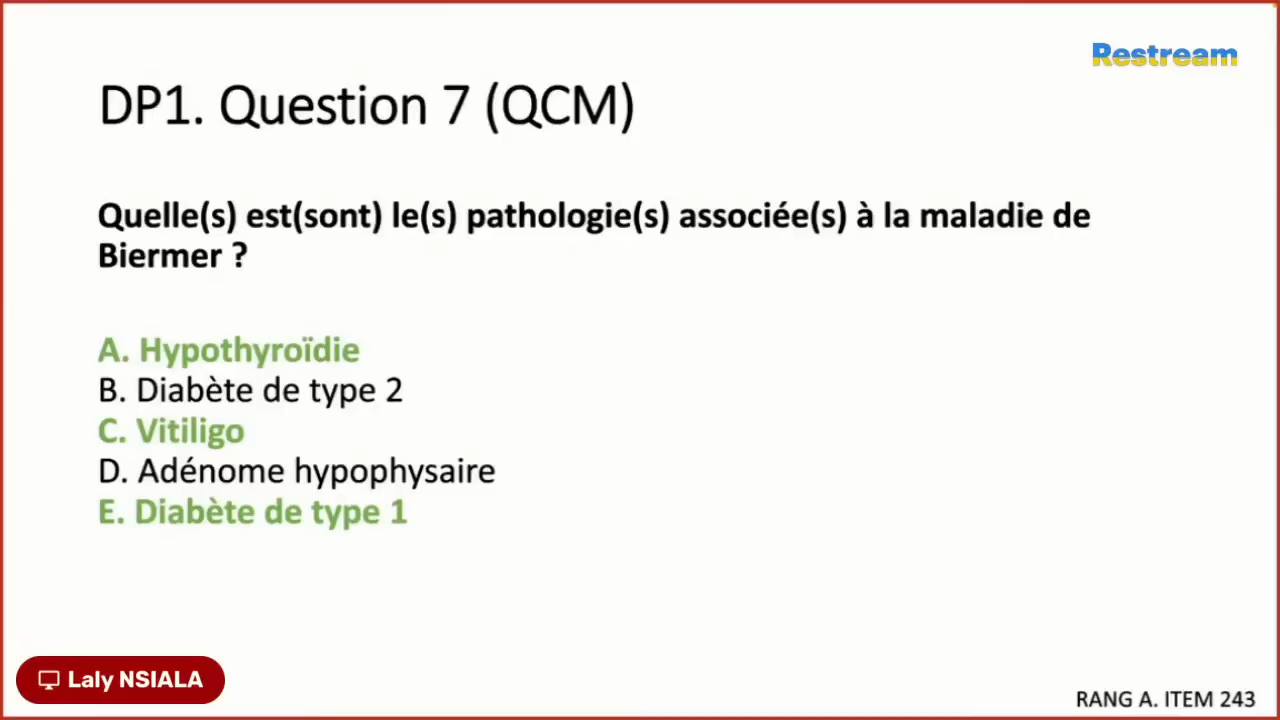 Restream
DP1. Question 7 (QCM)
Quelle(s) est(sont) le(s) pathologie(s) associée(s) à la maladie de
Biermer ?
A. Hypothyroïdie
B. Diabète de type 2
C. Vitiligo
D. Adénome hypophysaire
E. Diabète de type 1
Laly NSIALA
RANG A. ITEM 243